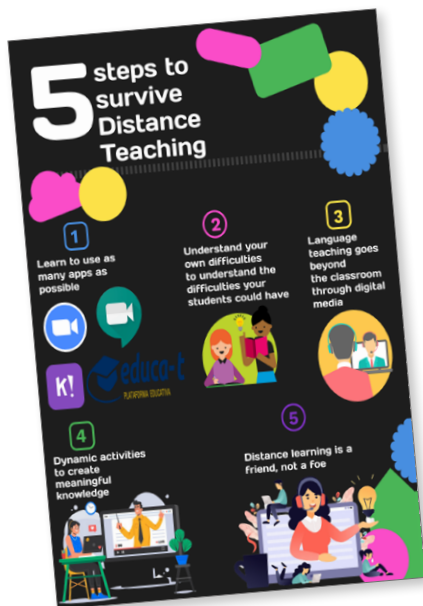 5 steps to
survive
Distance
Teaching
1
Learn to use as
many apps as
possible
K!
educa-t
PLATAFORMA EDUCATIVA
2
Understand your
own difficulties
to understand the
difficulties your
students could have
3
Language
teaching goes
beyond
the classroom
through digital
media
4
Dynamic activities
to create
meaningful
knowledge
5
Distance learning is a
friend, not a foe